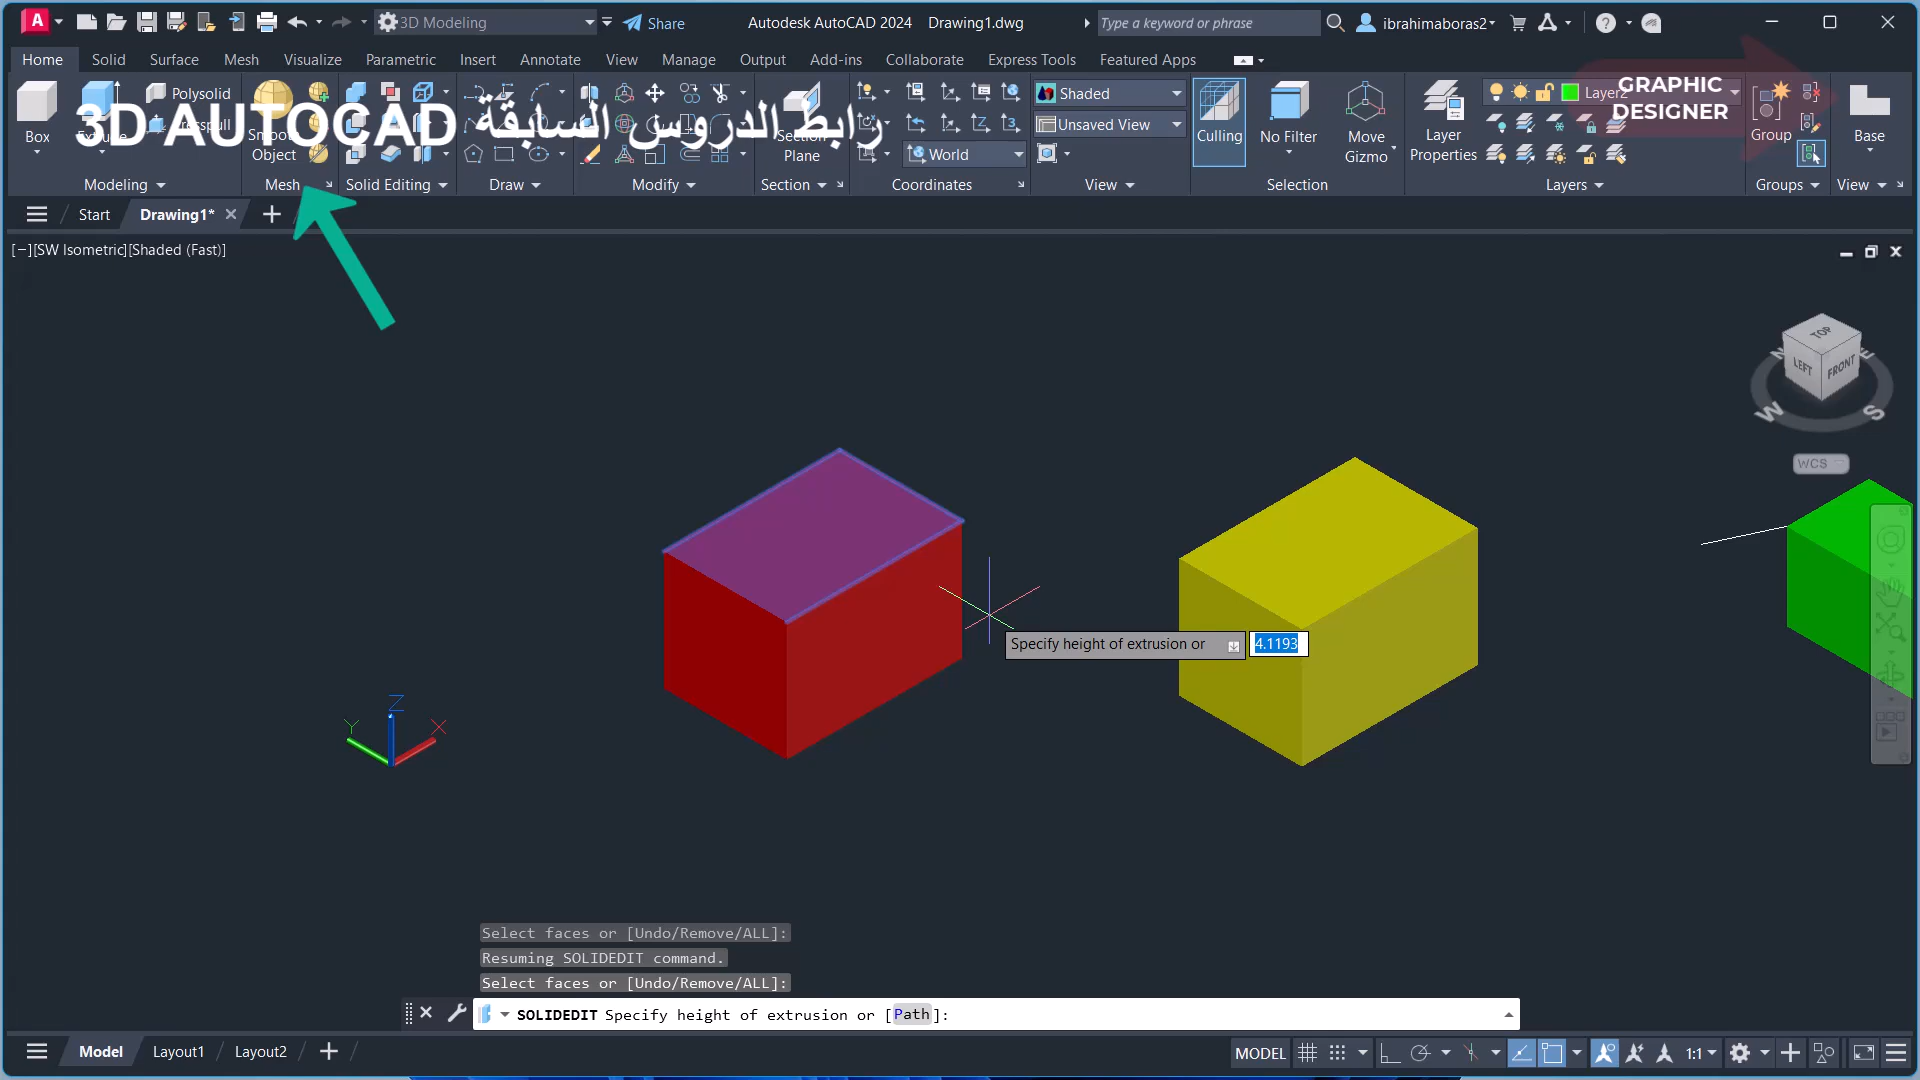 3D Modeling
Share
Autodesk AutoCAD 2024 Drawing1.dwg
Type a keyword or phrase
ibrahimaboras2
Home Solid Surface Mesh Visualize Parametric Insert Annotate View Manage Output Add-ins Collaborate Express Tools Featured Apps
3D AUTOCAD رابط الدروس السابقة
GRAPHIC
DESIGNER
Box
Polysolid
Object
Plane
Shaded
Unsaved View
World
Culling
No Filter
Move
Gizmo
Layer
Properties
Group
Base
Modeling Mesh Solid Editing Draw Modify Section Coordinates View Selection Layers Groups View
Start Drawing1*
[−][SW Isometric][Shaded (Fast)]
TOP
LEFT
FRONT
W
S
WCS
Specify height of extrusion or 4.1193
Z
Y
X
Select faces or [Undo/Remove/ALL]:
Resuming SOLIDEDIT command.
Select faces or [Undo/Remove/ALL]:
SOLIDEDIT Specify height of extrusion or [Path]:
Model Layout1 Layout2
MODEL
1:1